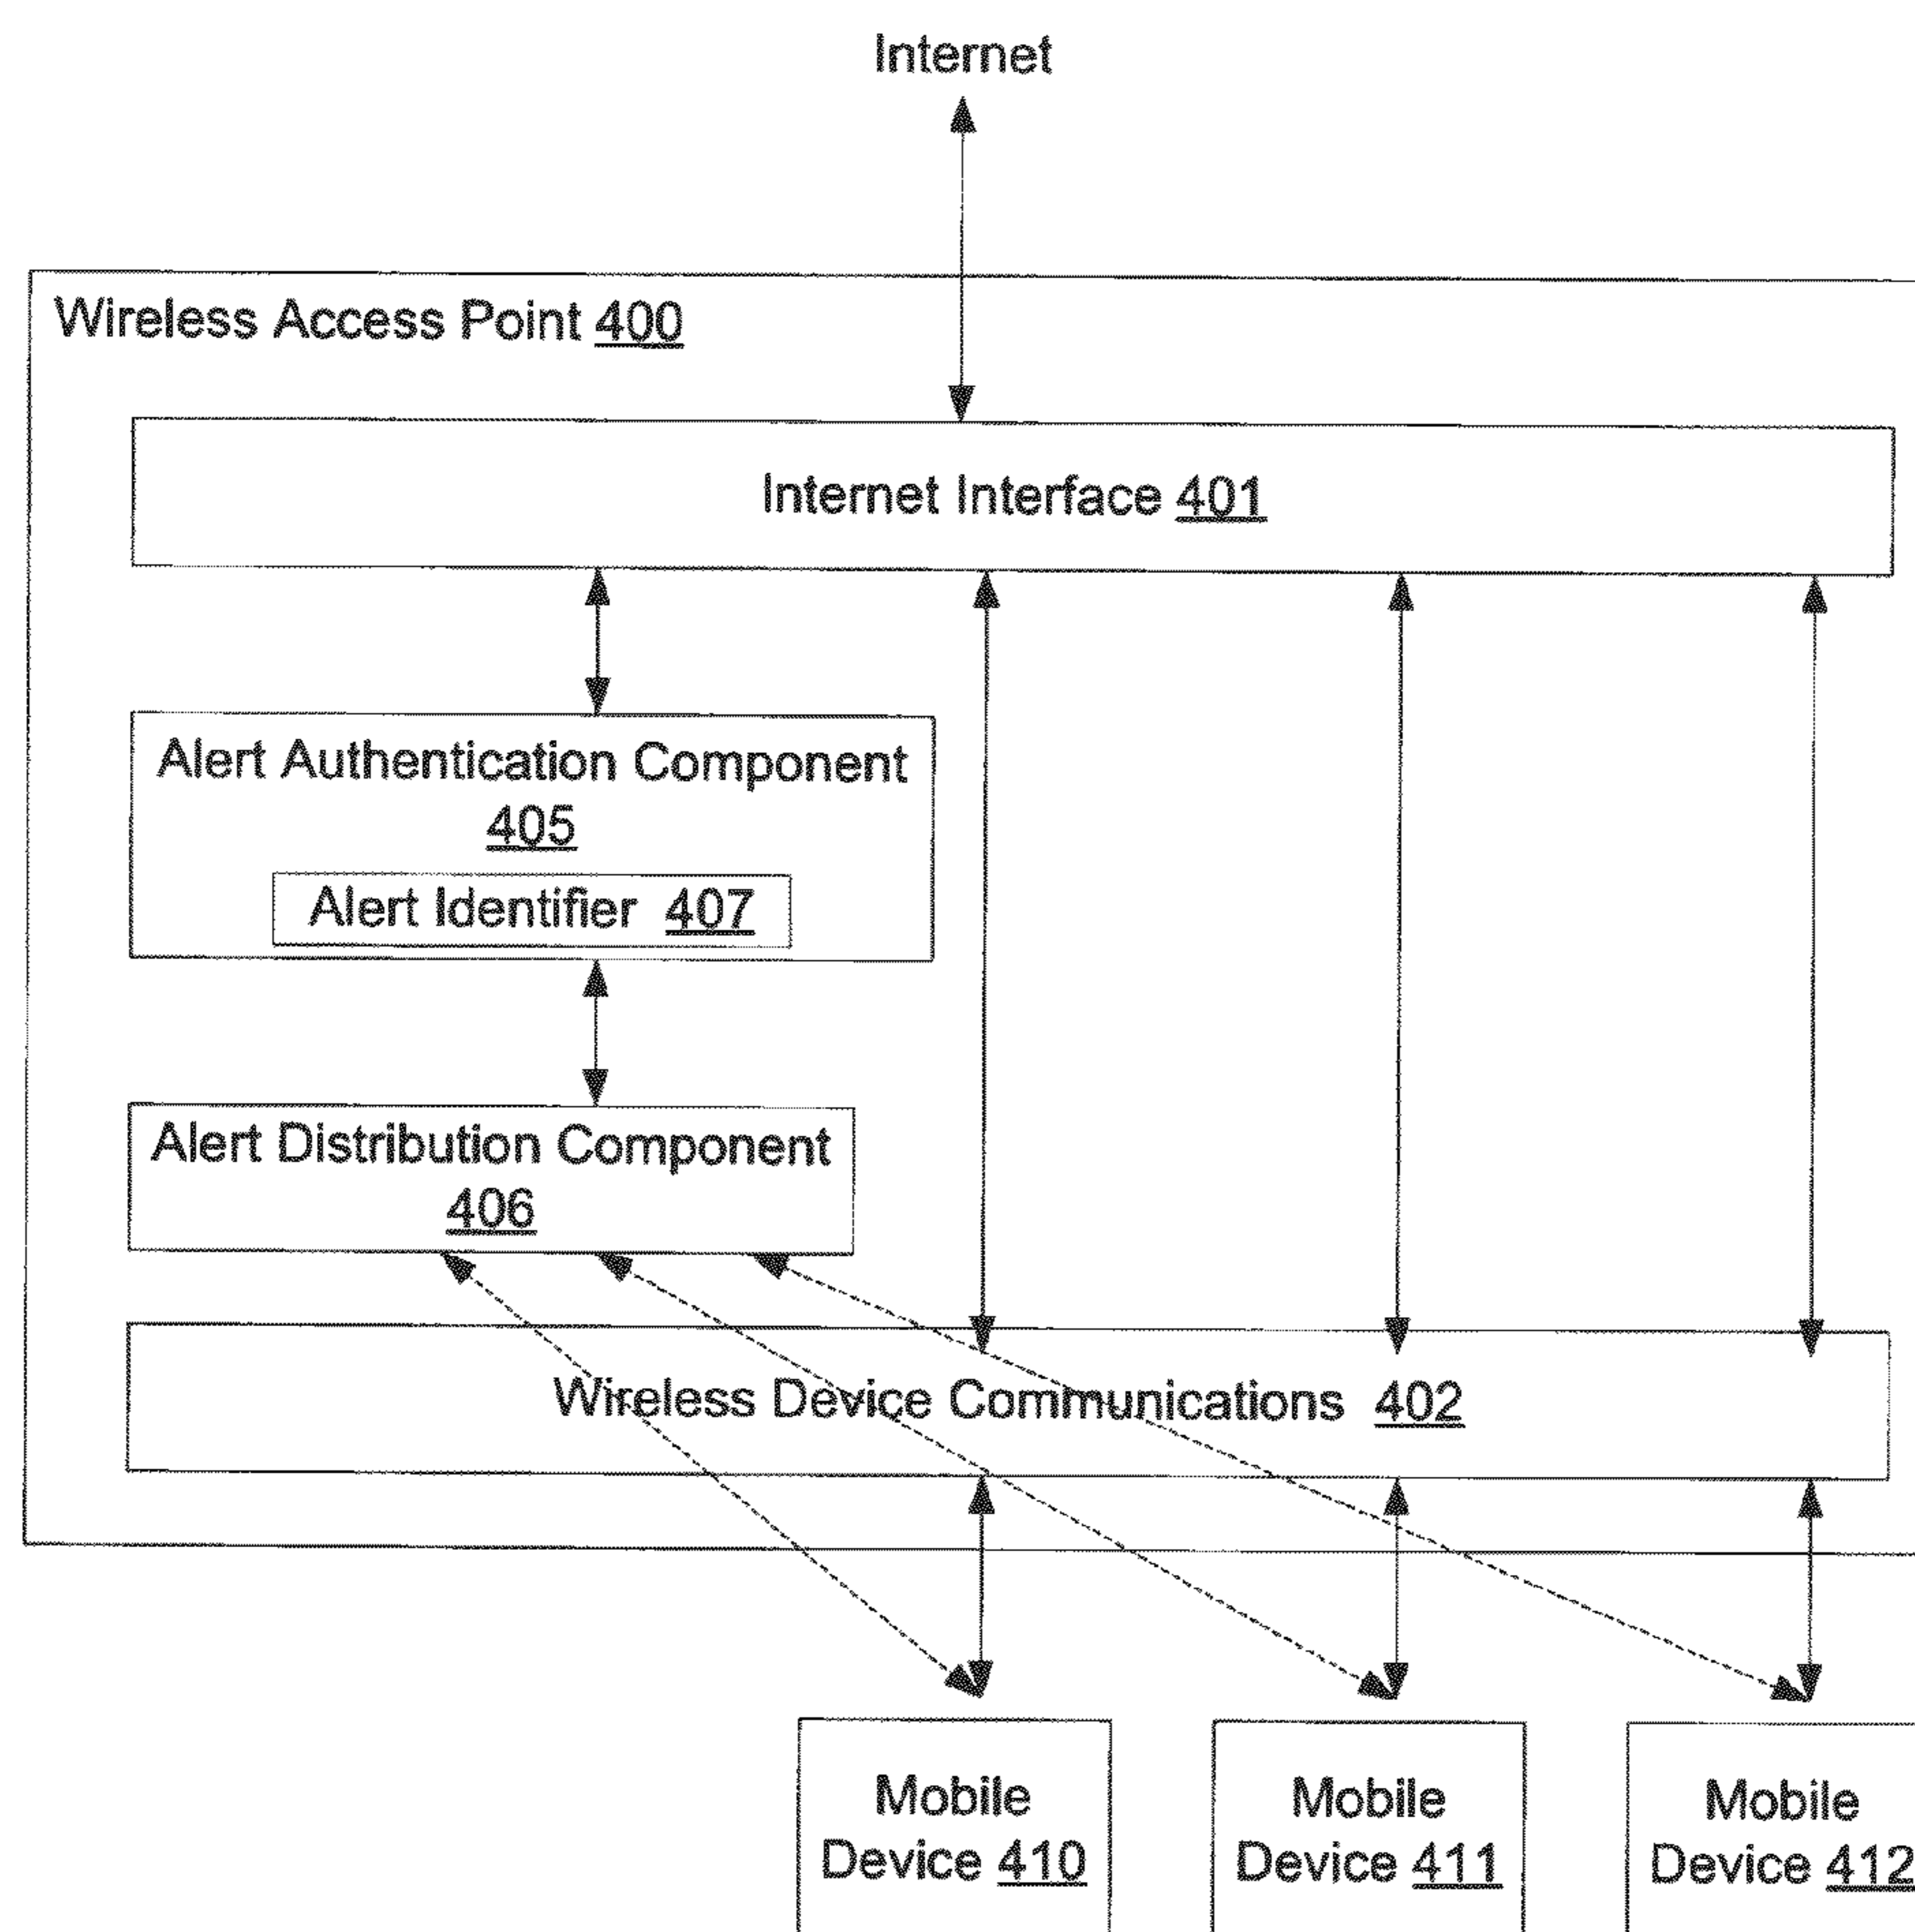 Internet
Wireless Access Point 400
Internet Interface 401
Alert Authentication Component
405
Alert Identifier 407
Alert Distribution Component
406
Wireless Device Communications 402
Mobile
Device 410
Mobile
Device 411
Mobile
Device 412